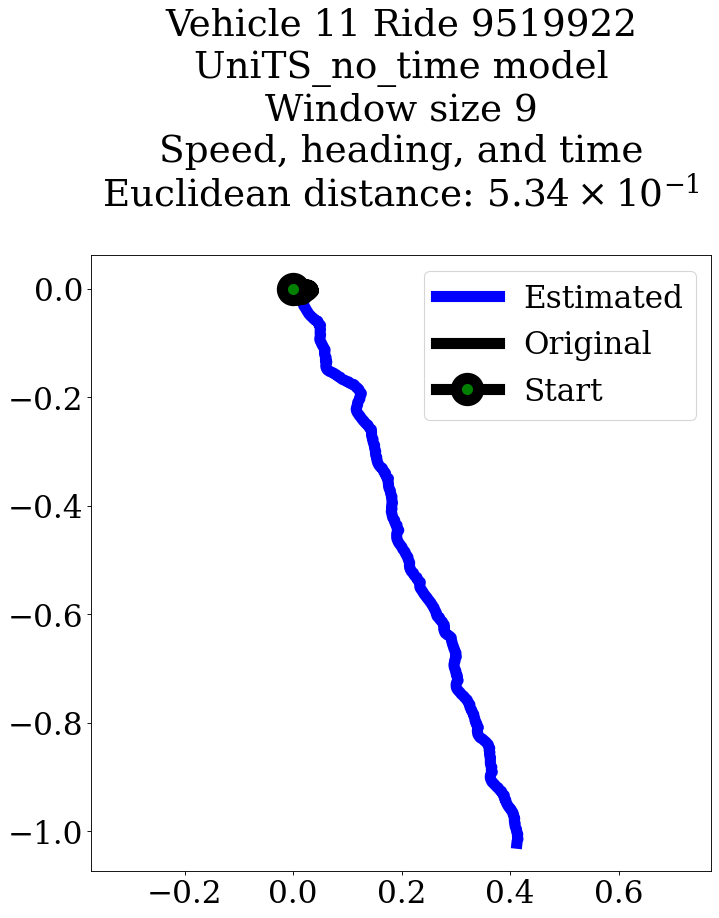 Vehicle 11 Ride 9519922
UniTS_no_time model
Window size 9
Speed, heading, and time
Euclidean distance: 5.34 × 10⁻¹
Estimated
Original
Start
0.0
−0.2
−0.4
−0.6
−0.8
−1.0
−0.2 0.0 0.2 0.4 0.6